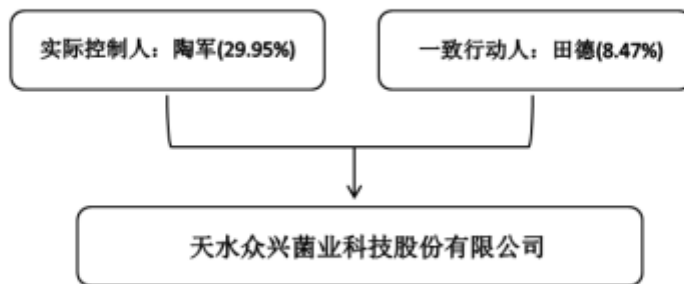 实际控制人：陶军(29.95%)
一致行动人：田德(8.47%)
天水众兴菌业科技股份有限公司